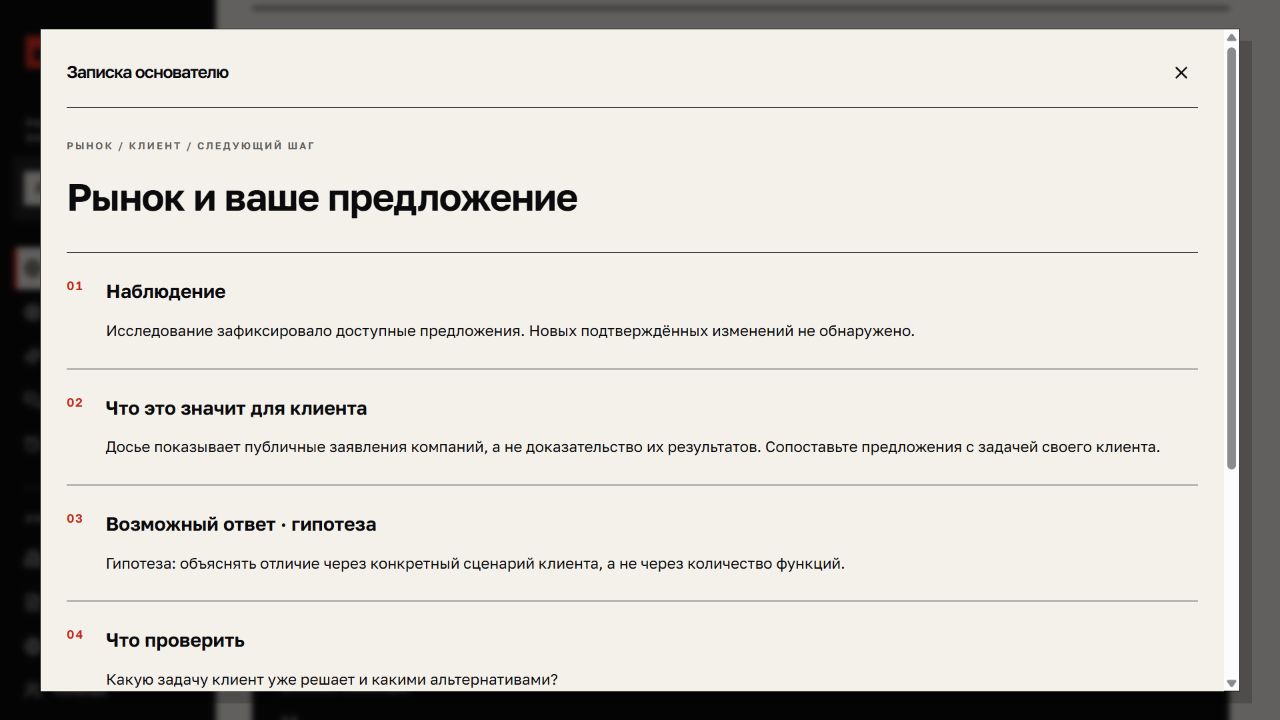 Записка основателю
РЫНОК / КЛИЕНТ / СЛЕДУЮЩИЙ ШАГ
Рынок и ваше предложение
01
Наблюдение
Исследование зафиксировало доступные предложения. Новых подтверждённых изменений не обнаружено.
02
Что это значит для клиента
Досье показывает публичные заявления компаний, а не доказательство их результатов. Сопоставьте предложения с задачей своего клиента.
03
Возможный ответ · гипотеза
Гипотеза: объяснять отличие через конкретный сценарий клиента, а не через количество функций.
04
Что проверить
Какую задачу клиент уже решает и какими альтернативами?